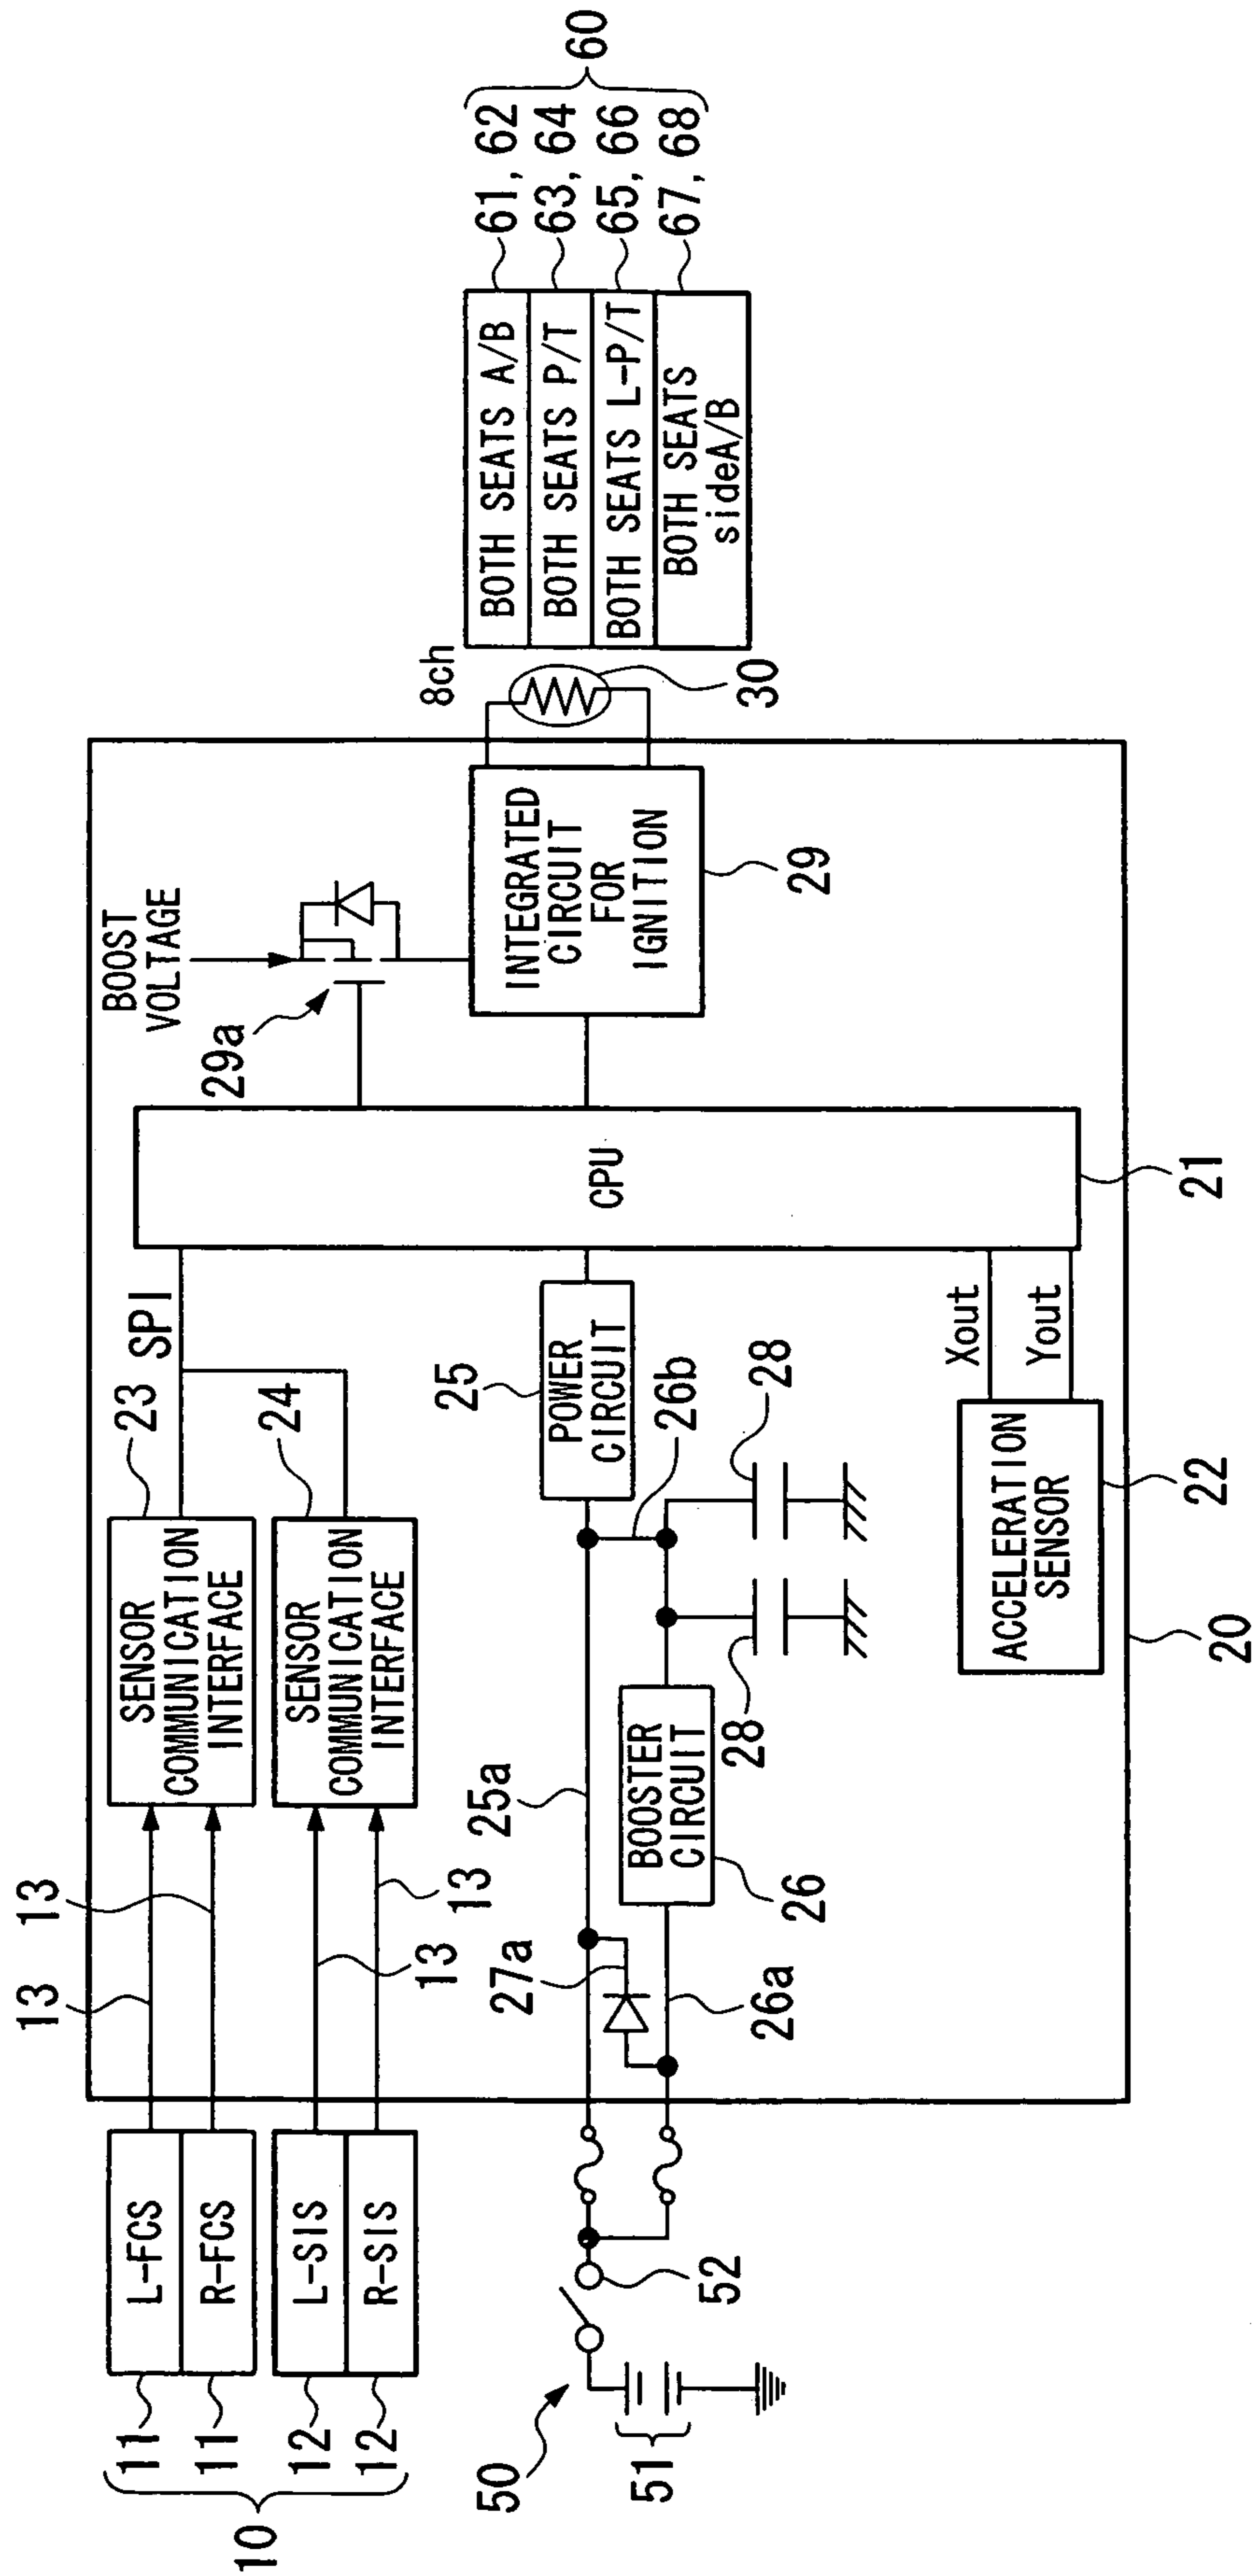 10
11
L-FCS
11
R-FCS
12
L-SIS
12
R-SIS
13
13
13
13
SENSOR
COMMUNICATION
INTERFACE
23
SENSOR
COMMUNICATION
INTERFACE
24
SPI
50
51
52
25a
27a
26a
BOOSTER
CIRCUIT
26
28
28
26b
POWER
CIRCUIT
25
ACCELERATION
SENSOR
22
Xout
Yout
20
CPU
21
BOOST
VOLTAGE
29a
INTEGRATED
CIRCUIT
FOR
IGNITION
29
8ch
30
BOTH SEATS A/B
61, 62
BOTH SEATS P/T
63, 64
BOTH SEATS L-P/T
65, 66
BOTH SEATS
sideA/B
67, 68
60